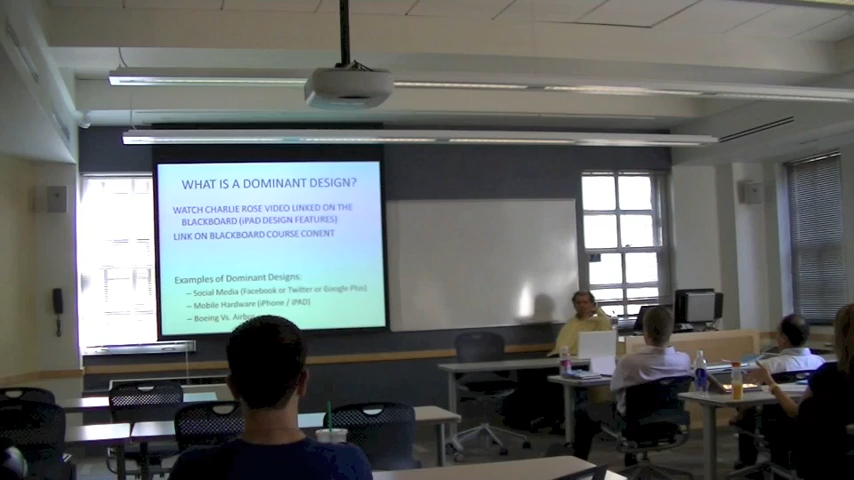 WHAT IS A DOMINANT DESIGN?
WATCH CHARLIE ROSE VIDEO LINKED ON THE
BLACKBOARD (iPAD DESIGN FEATURES)
LINK ON BLACKBOARD COURSE CONENT
Examples of Dominant Designs:
– Social Media (Facebook or Twitter or Google Plus)
– Mobile Hardware (iPhone / iPAD)
– Boeing Vs.